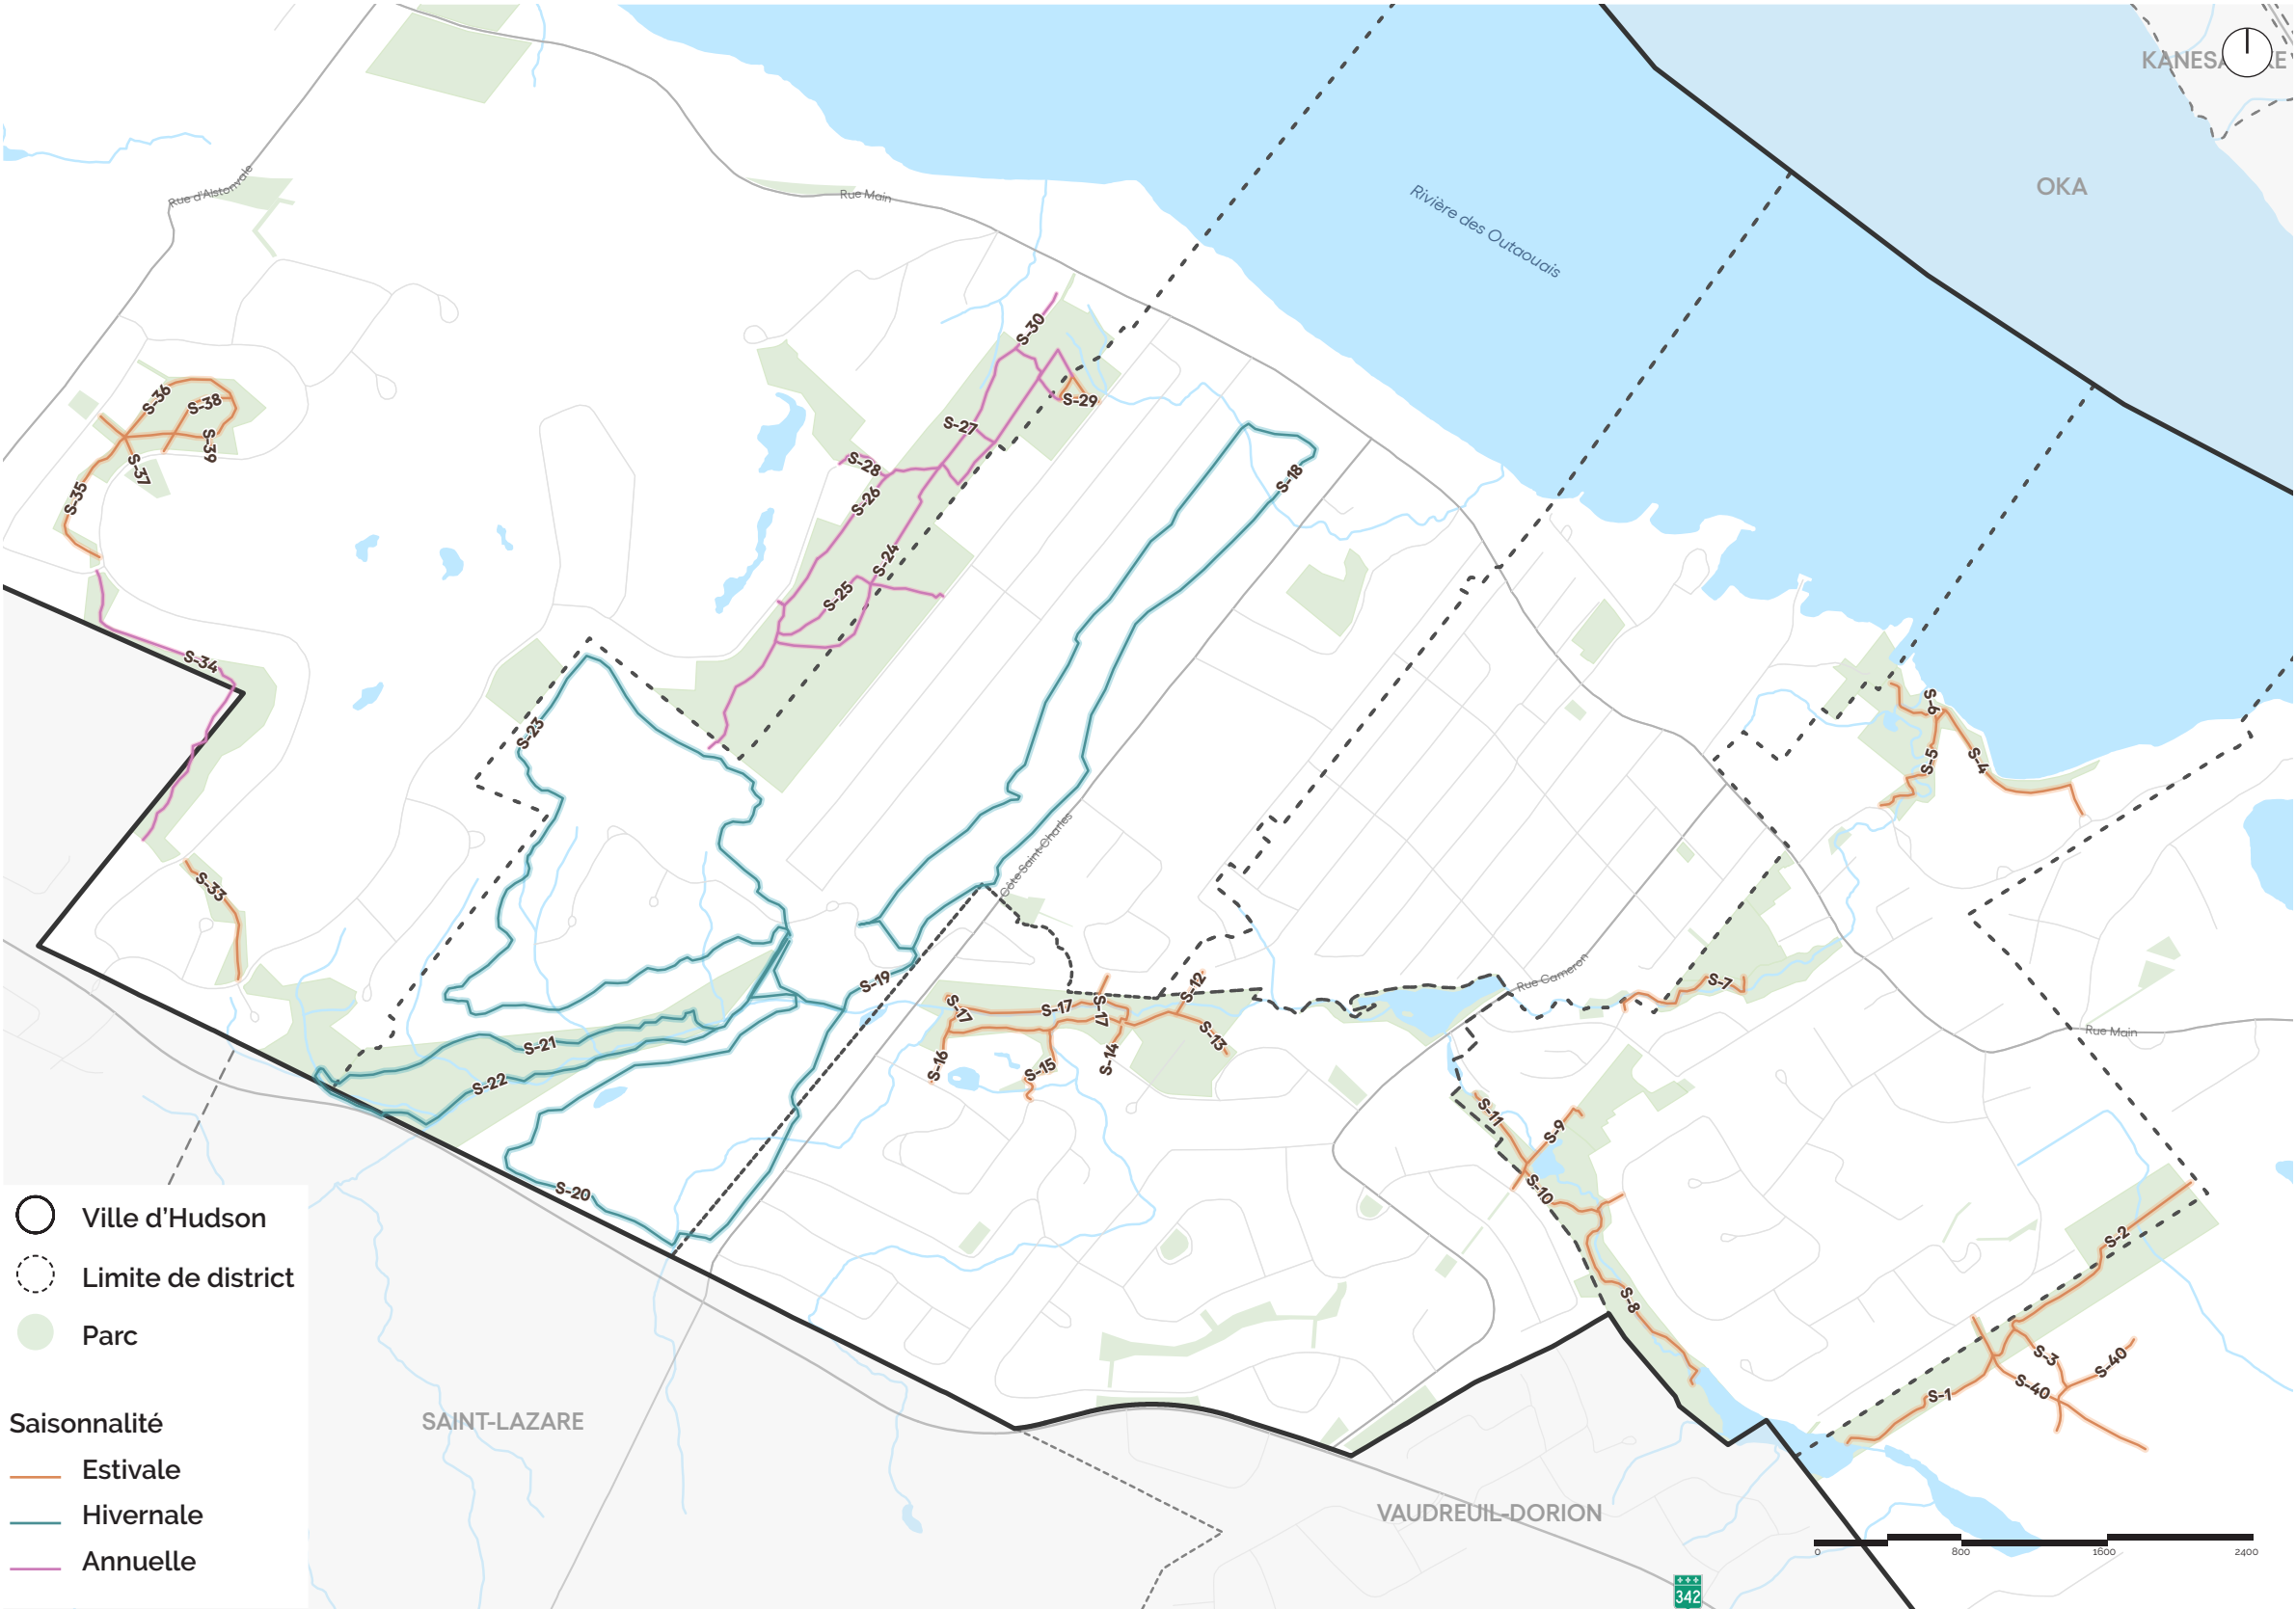 OKA
Rue d'Alstonvale
Rue Main
Rivière des Outaouais
S-30
S-36
S-38
S-29
S-27
S-39
S-37
S-28
S-18
S-35
S-26
S-24
S-25
S-34
S-6
S-23
S-5
S-4
Côte Saint-Charles
S-33
Rue Cameron
S-7
S-19
S-12
S-17
S-17
S-17
S-13
Rue Main
S-21
S-16
S-14
S-15
S-22
S-11
S-9
S-20
S-10
S-2
S-8
S-3
S-40
S-40
S-1
Ville d'Hudson
Limite de district
Parc
Saisonnalité
Estivale
Hivernale
Annuelle
SAINT-LAZARE
VAUDREUIL-DORION
342
0 800 1600 2400